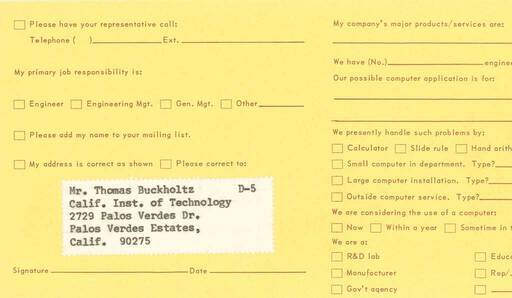 Please have your representative call:
Telephone ( ) Ext.
My primary job responsibility is:
Engineer Engineering Mgt. Gen. Mgt. Other
Please add my name to your mailing list.
My address is correct as shown Please correct to:
Mr. Thomas Buckholtz D-5
Calif. Inst. of Technology
2729 Palos Verdes Dr.
Palos Verdes Estates,
Calif. 90275
Signature Date
My company's major products/services are:
We have (No.) engine
Our possible computer application is for:
We presently handle such problems by:
Calculator Slide rule Hand arith
Small computer in department. Type?
Large computer installation. Type?
Outside computer service. Type?
We are considering the use of a computer:
Now Within a year Sometime in t
We are a:
R&D lab Educ
Manufacturer Rep/
Gov't agency